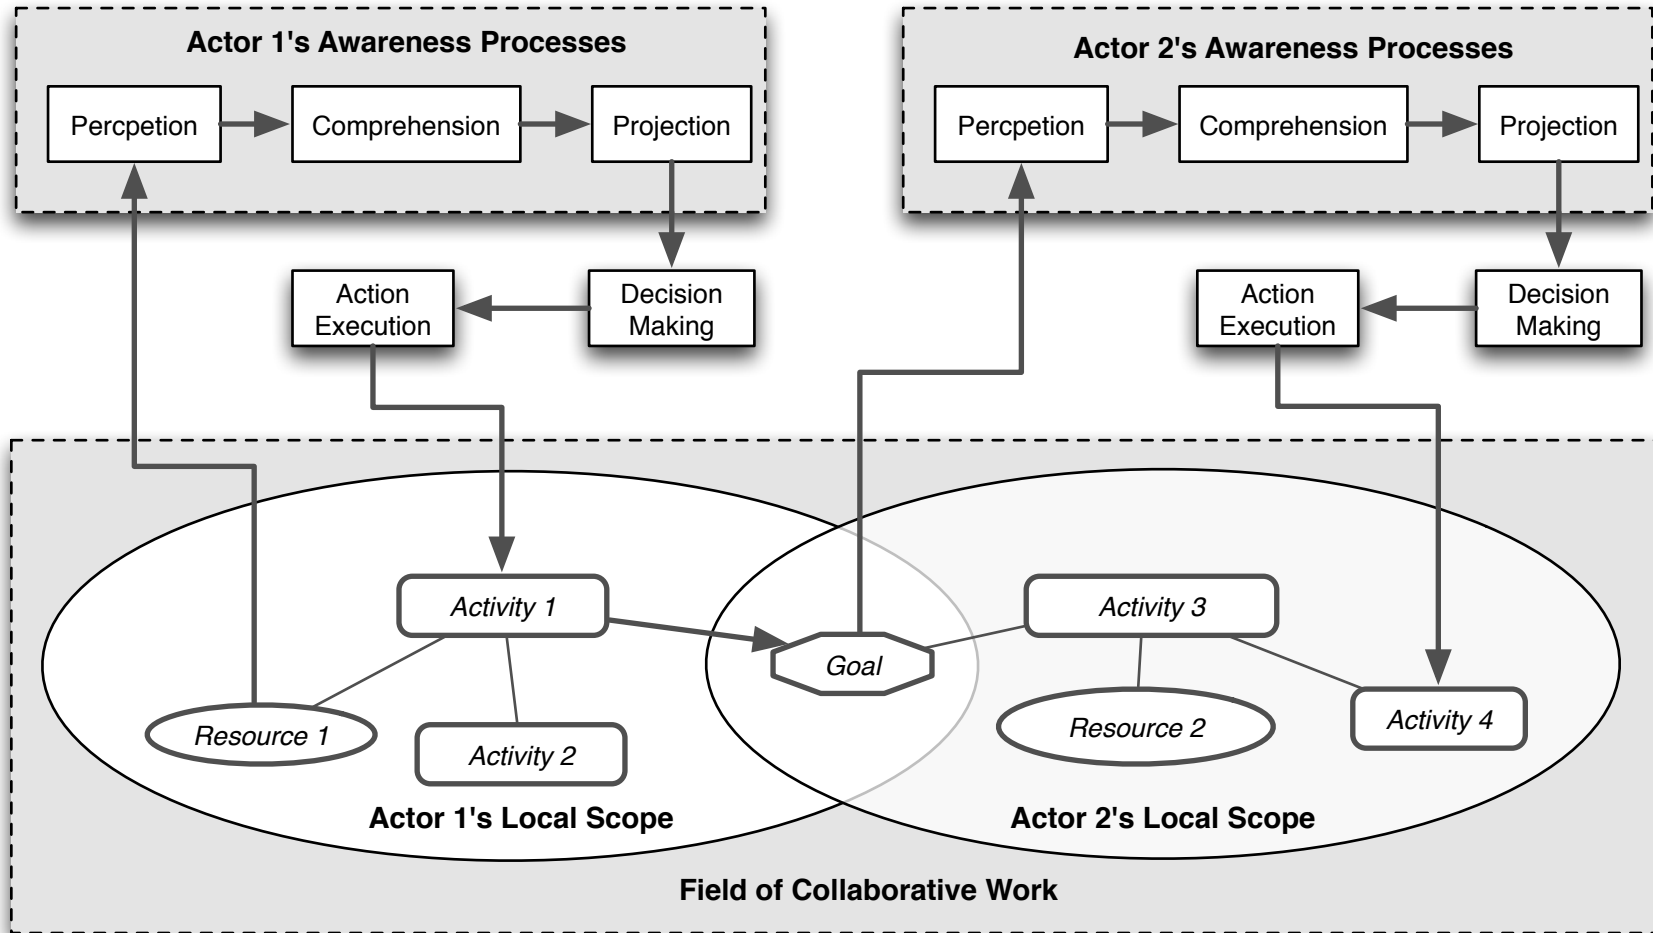 Actor 1's Awareness Processes
Percpetion
Comprehension
Projection
Action
Execution
Decision
Making
Actor 2's Awareness Processes
Percpetion
Comprehension
Projection
Action
Execution
Decision
Making
Activity 1
Resource 1
Activity 2
Actor 1's Local Scope
Goal
Activity 3
Resource 2
Activity 4
Actor 2's Local Scope
Field of Collaborative Work